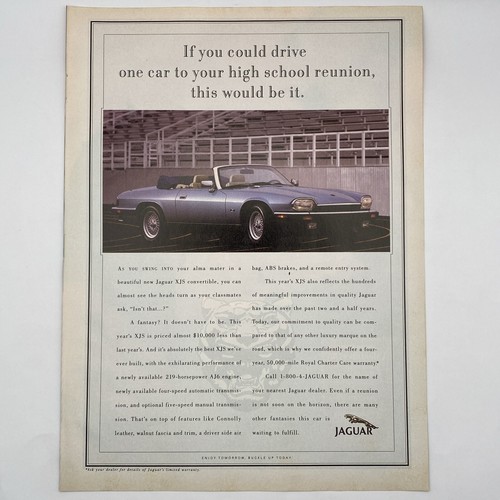 If you could drive
one car to your high school reunion,
this would be it.
AS YOU SWING INTO your alma mater in a
beautiful new Jaguar XJS convertible, you can
almost see the heads turn as your classmates
ask, "Isn't that...?"
A fantasy? It doesn't have to be. This
year's XJS is priced almost $10,000 less than
last year's. And it's absolutely the best XJS we've
ever built, with the exhilarating performance of
a newly available 219-horsepower AJ6 engine,
newly available four-speed automatic transmis-
sion, and optional five-speed manual transmis-
sion. That's on top of features like Connolly
leather, walnut fascia and trim, a driver side air
bag, ABS brakes, and a remote entry system.
This year's XJS also reflects the hundreds
of meaningful improvements in quality Jaguar
has made over the past two and a half years.
Today, our commitment to quality can be com-
pared to that of any other luxury marque on the
road, which is why we confidently offer a four-
year, 50,000-mile Royal Charter Care warranty.*
Call 1-800-4-JAGUAR for the name of
your nearest Jaguar dealer. Even if a reunion
is not soon on the horizon, there are many
other fantasies this car is
waiting to fulfill.
JAGUAR
ENJOY TOMORROW. BUCKLE UP TODAY.
*Ask your dealer for details of Jaguar's limited warranty.